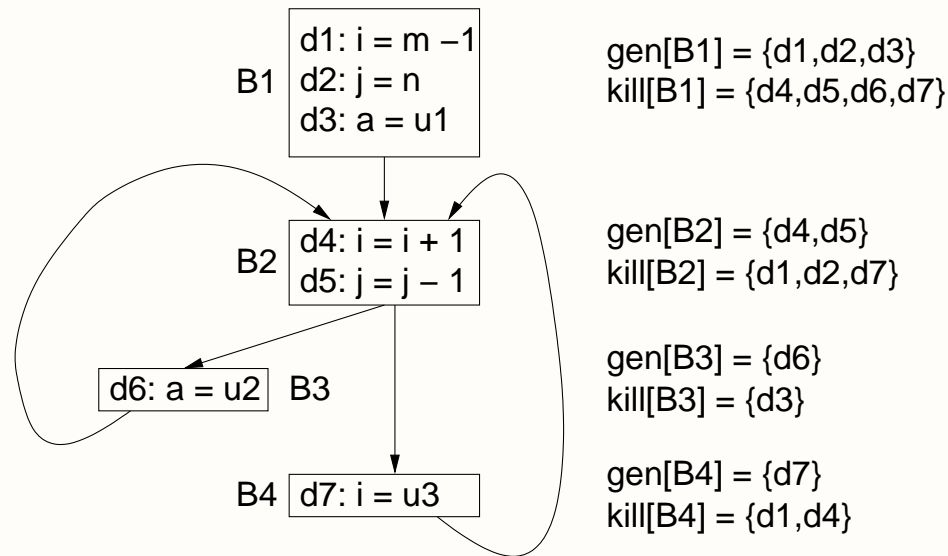 d1: i = m −1
d2: j = n
d3: a = u1
B1
gen[B1] = {d1,d2,d3}
kill[B1] = {d4,d5,d6,d7}
d4: i = i + 1
d5: j = j − 1
B2
gen[B2] = {d4,d5}
kill[B2] = {d1,d2,d7}
d6: a = u2
B3
gen[B3] = {d6}
kill[B3] = {d3}
B4
d7: i = u3
gen[B4] = {d7}
kill[B4] = {d1,d4}